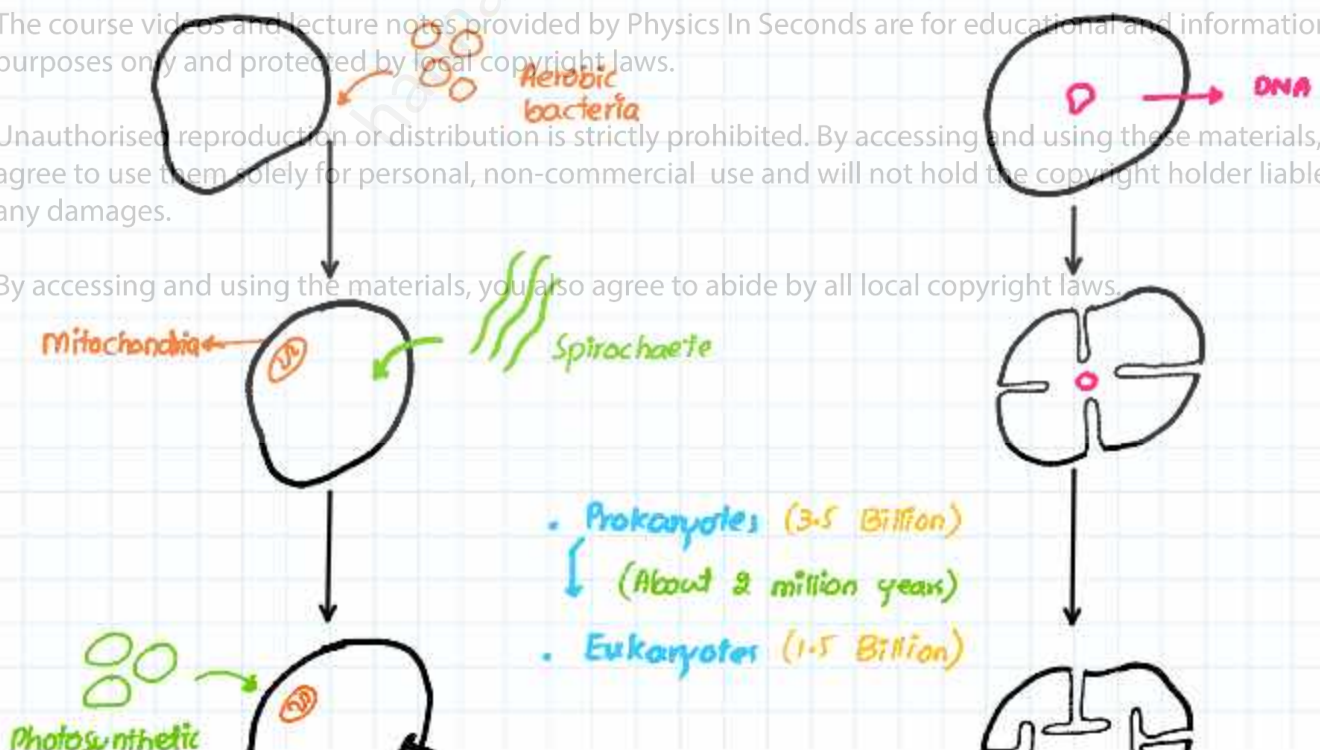 The course videos and lecture notes provided by Physics In Seconds are for educational and information
purposes only and protected by local copyright laws.
Aerobic
bacteria
DNA
Unauthorised reproduction or distribution is strictly prohibited. By accessing and using these materials,
agree to use them solely for personal, non-commercial use and will not hold the copyright holder liable
any damages.
By accessing and using the materials, you also agree to abide by all local copyright laws.
Mitochondria
Spirochaete
. Prokaryotes (3.5 Billion)
(About 2 million years)
. Eukaryotes (1.5 Billion)
Photosynthetic